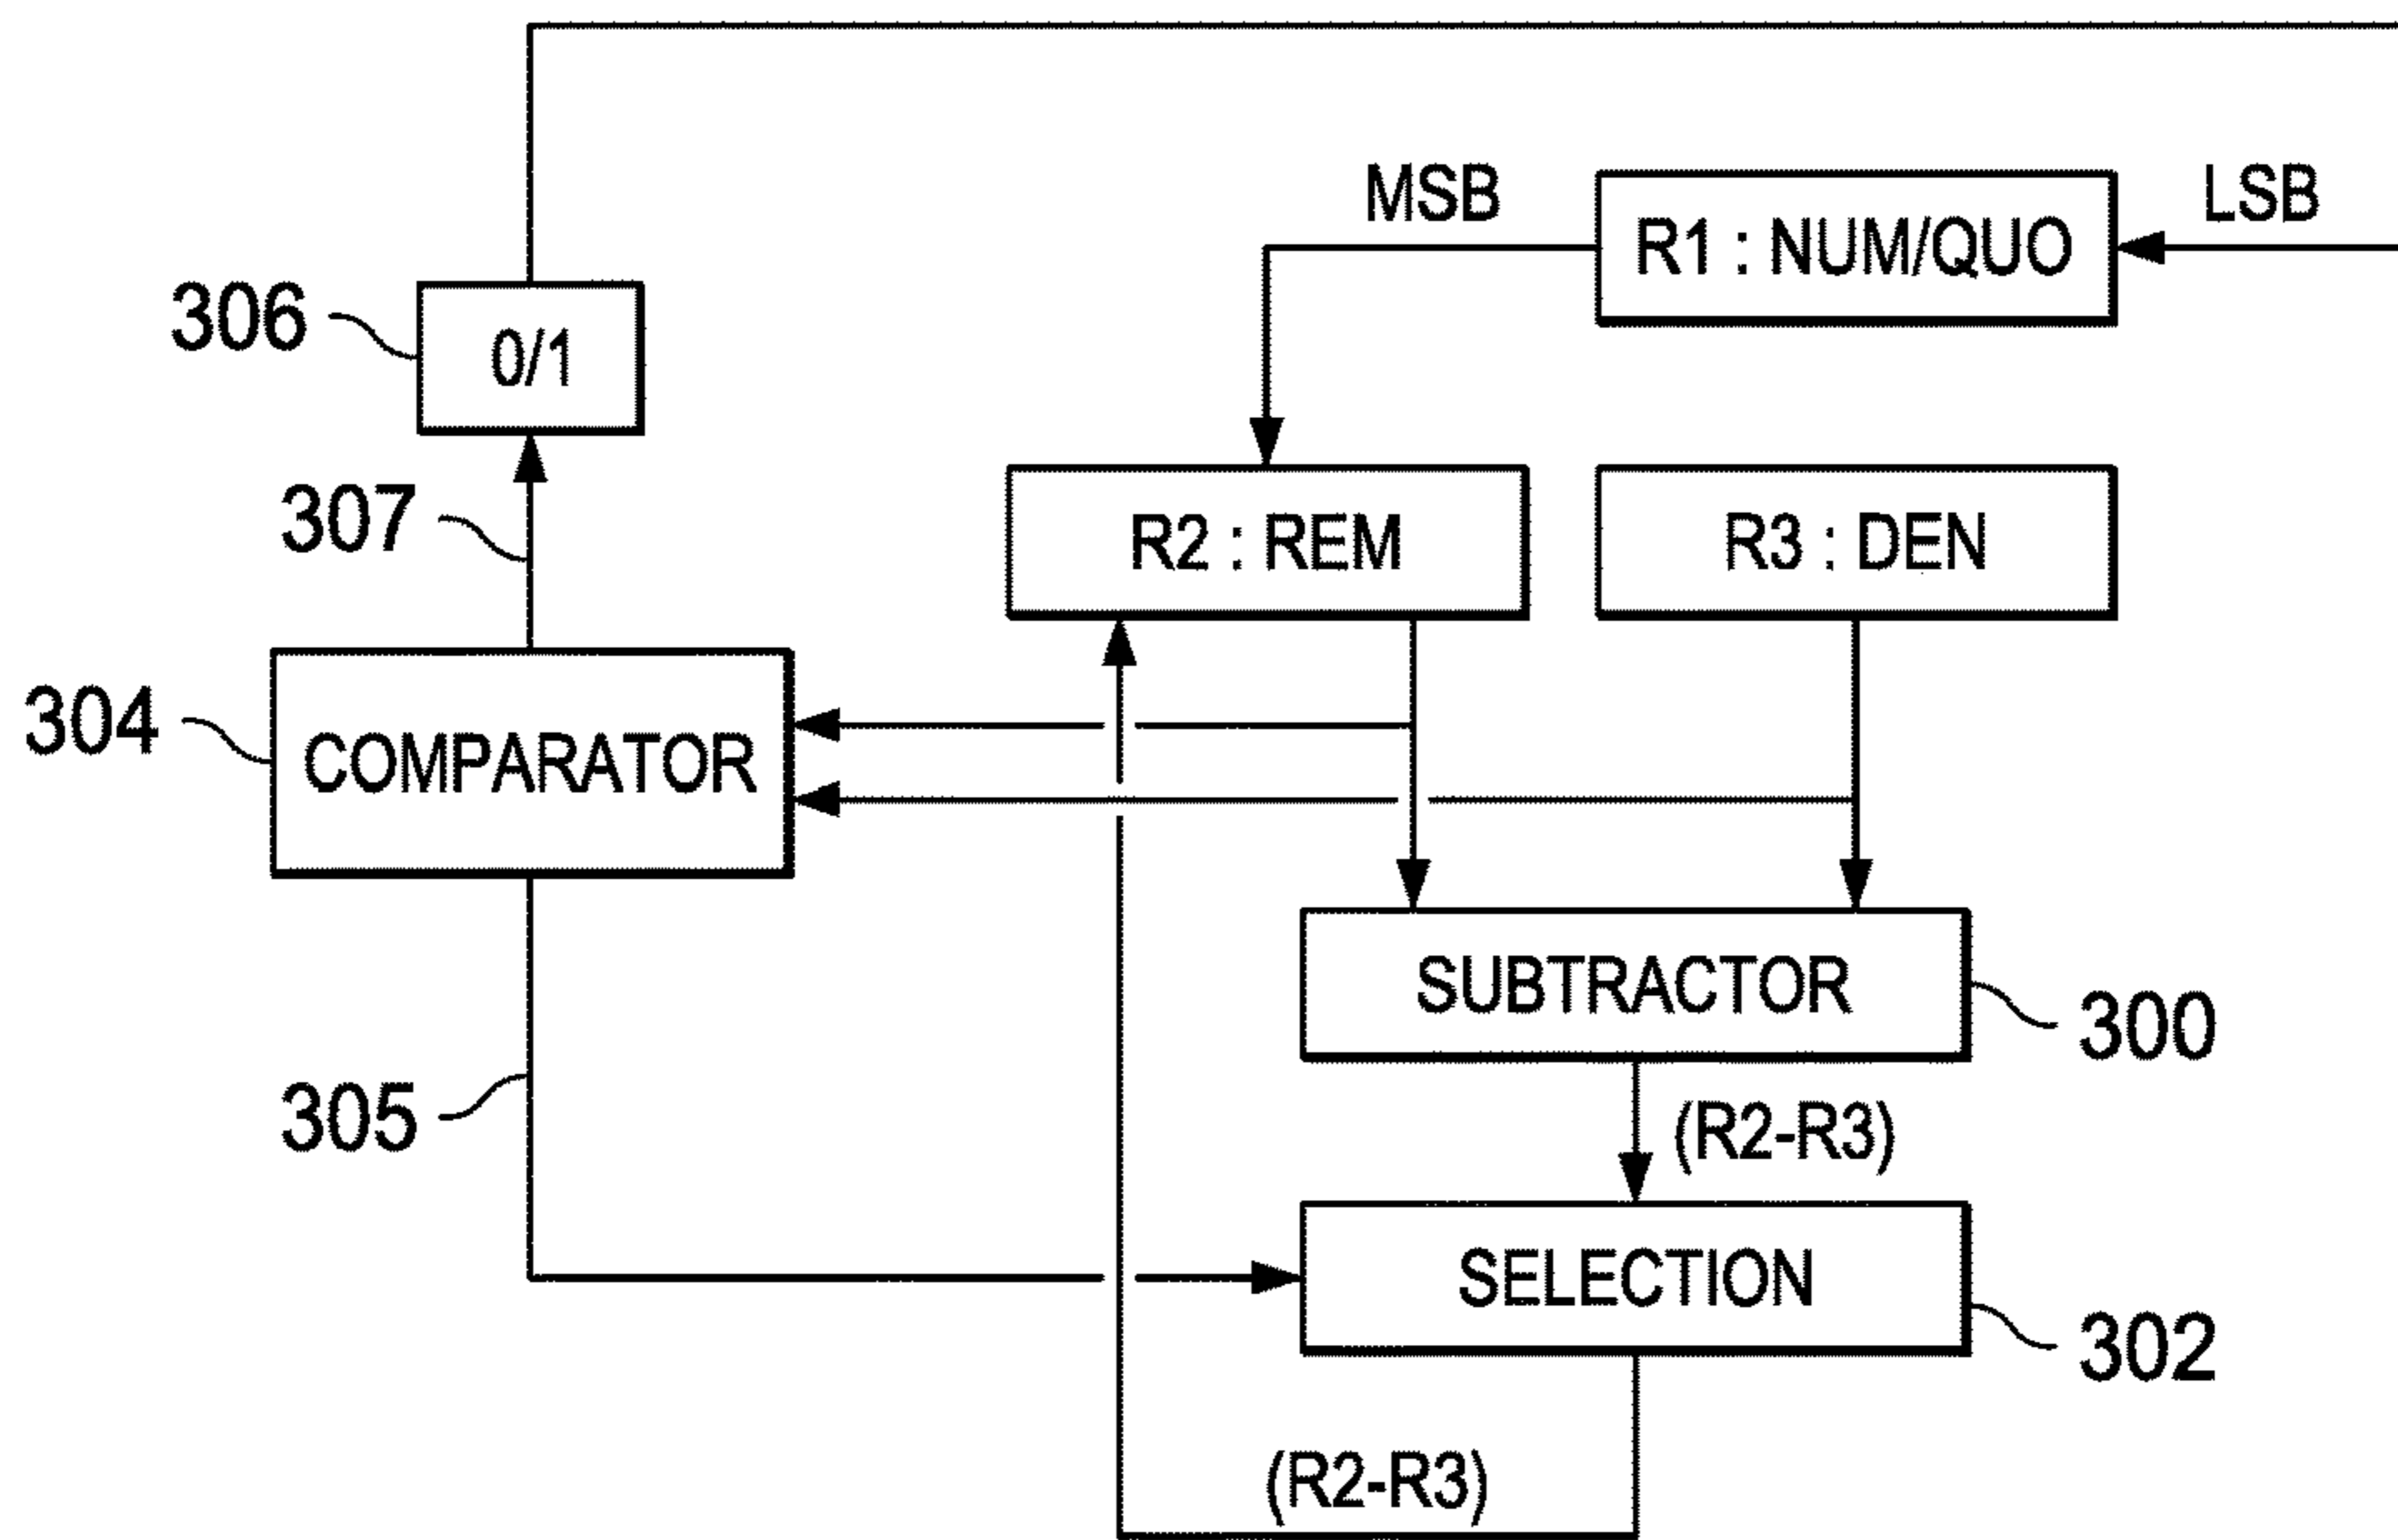 MSB
R1 : NUM/QUO
LSB
306
0/1
307
R2 : REM
R3 : DEN
304
COMPARATOR
SUBTRACTOR
300
305
(R2-R3)
SELECTION
302
(R2-R3)